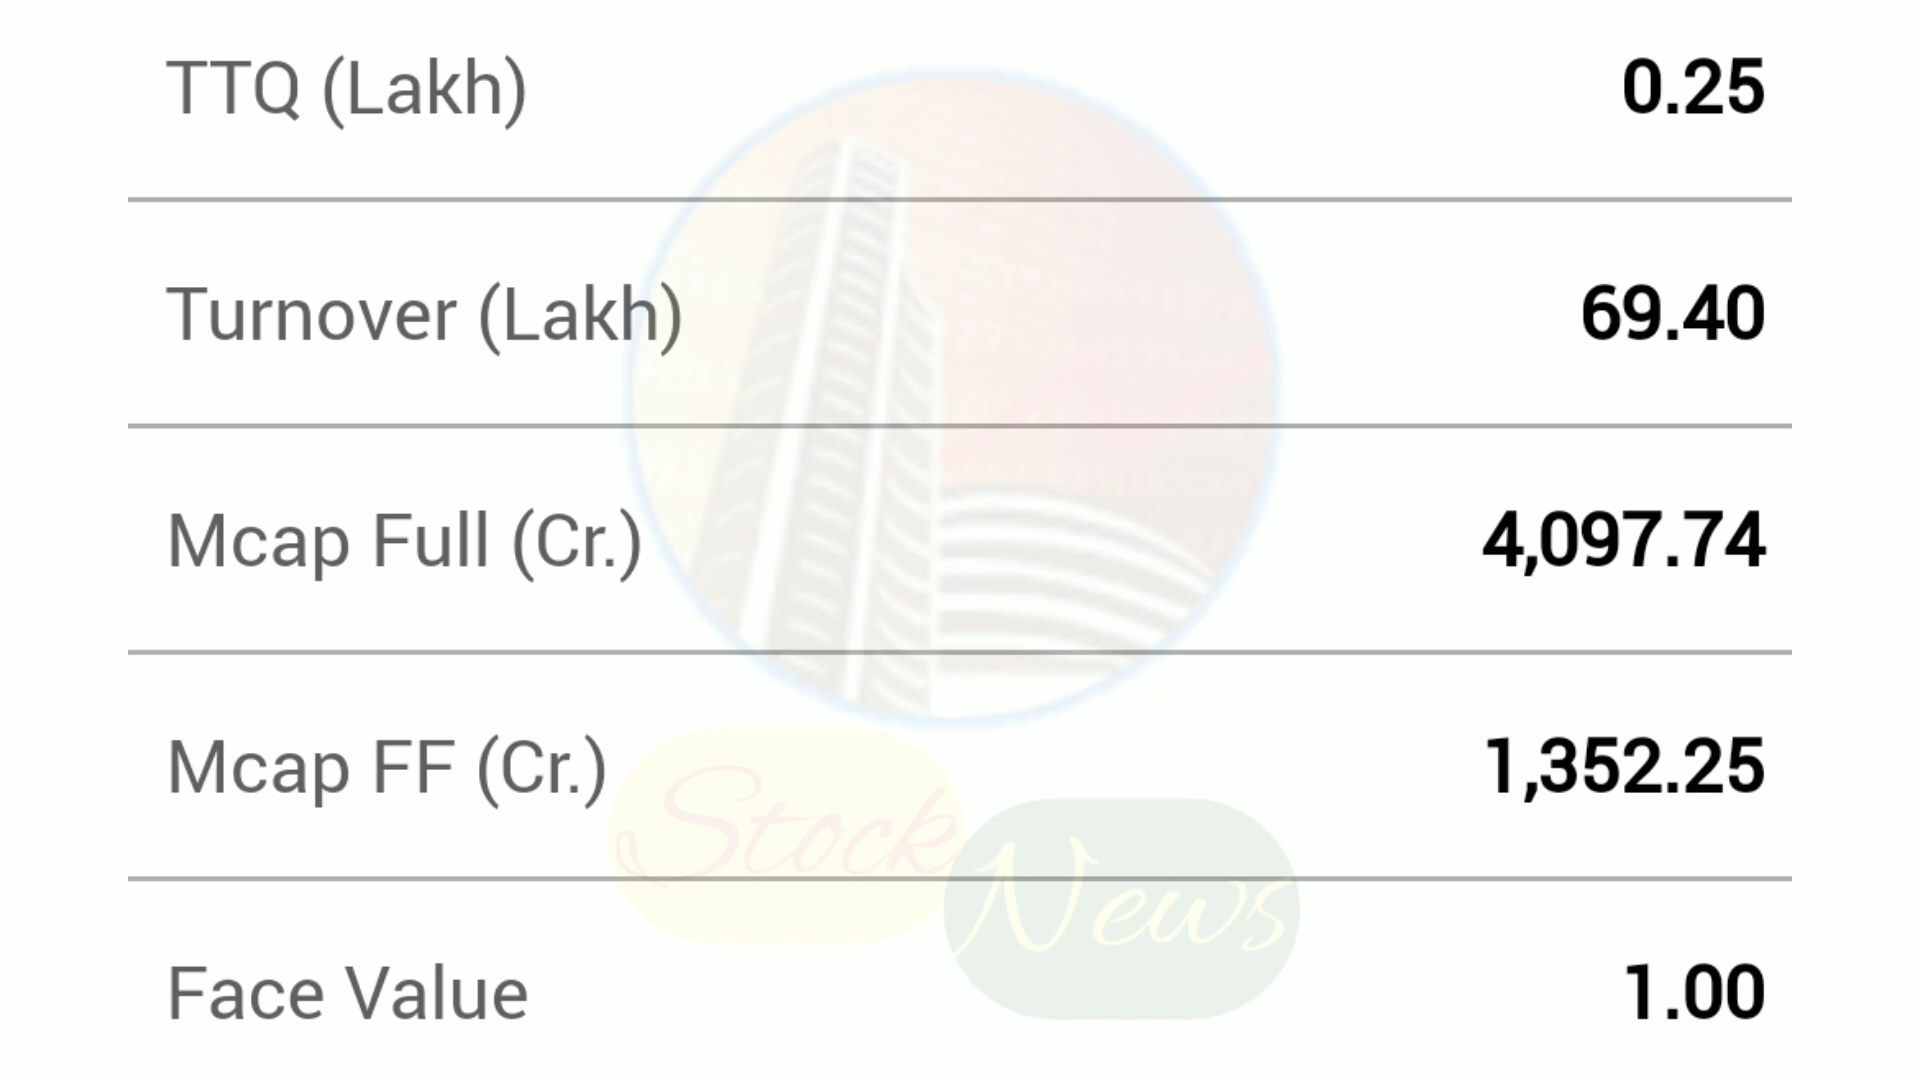 TTQ (Lakh) 0.25
Turnover (Lakh) 69.40
Mcap Full (Cr.) 4,097.74
Mcap FF (Cr.) 1,352.25
Stock
News
Face Value 1.00